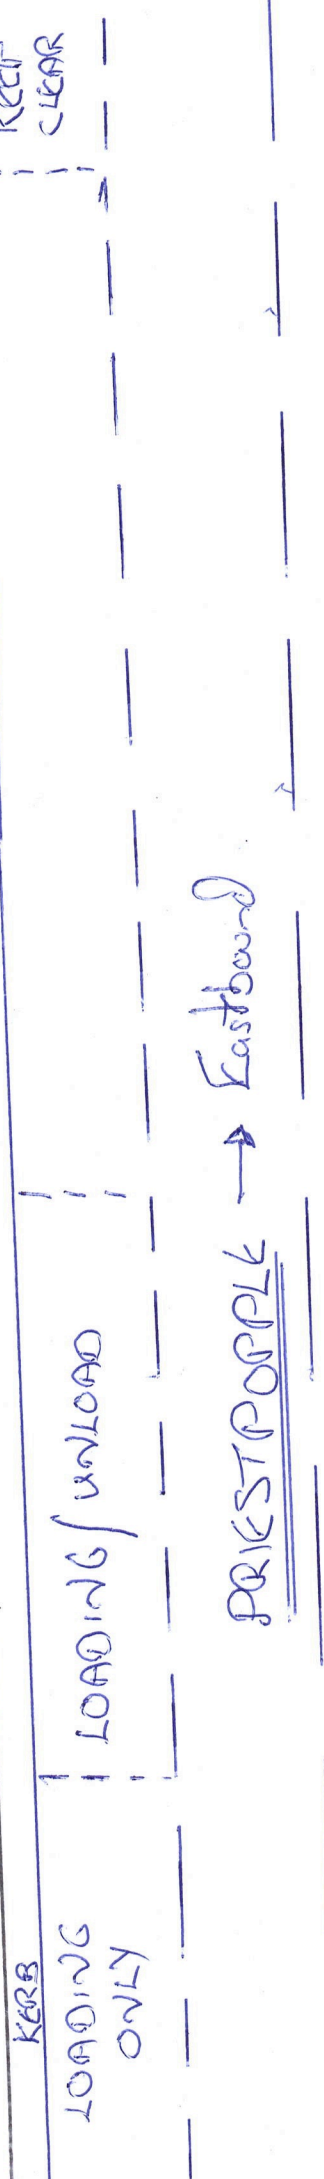 KERB
LOADING
ONLY
LOADING / UNLOAD
KEEP
CLEAR
PRIESTPOPPLE → Eastbound